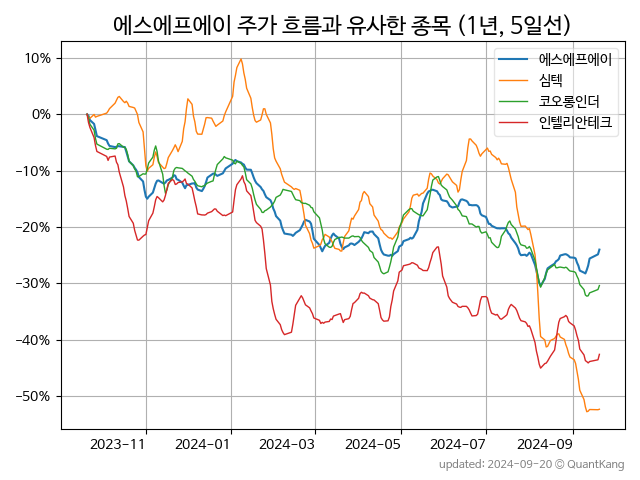 에스에프에이 주가 흐름과 유사한 종목 (1년, 5일선)
에스에프에이
심텍
코오롱인더
인텔리안테크
10%
0%
−10%
−20%
−30%
−40%
−50%
2023-11 2024-01 2024-03 2024-05 2024-07 2024-09
updated: 2024-09-20 © QuantKang